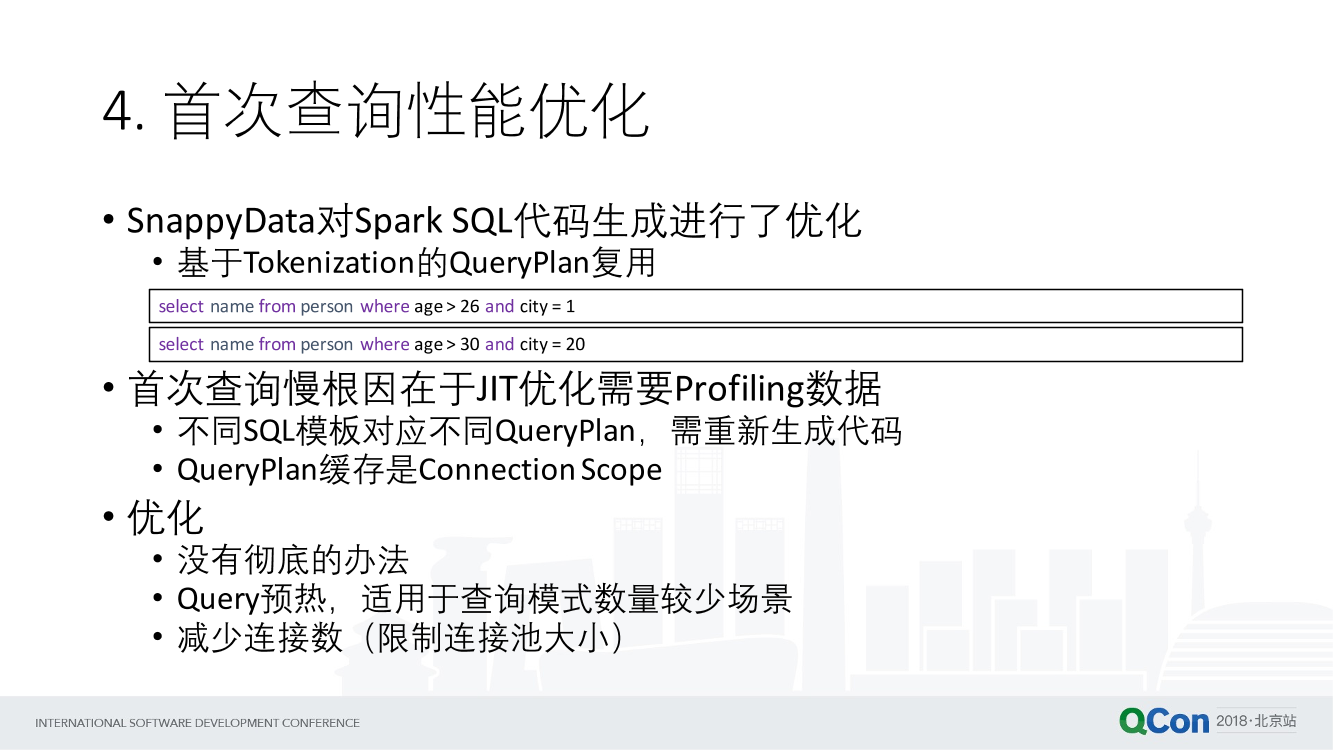 4. 首次查询性能优化
• SnappyData对Spark SQL代码生成进行了优化
• 基于Tokenization的QueryPlan复用
select name from person where age > 26 and city = 1
select name from person where age > 30 and city = 20
• 首次查询慢根因在于JIT优化需要Profiling数据
• 不同SQL模板对应不同QueryPlan，需重新生成代码
• QueryPlan缓存是Connection Scope
• 优化
• 没有彻底的办法
• Query预热，适用于查询模式数量较少场景
• 减少连接数（限制连接池大小）
INTERNATIONAL SOFTWARE DEVELOPMENT CONFERENCE
QCon 2018·北京站